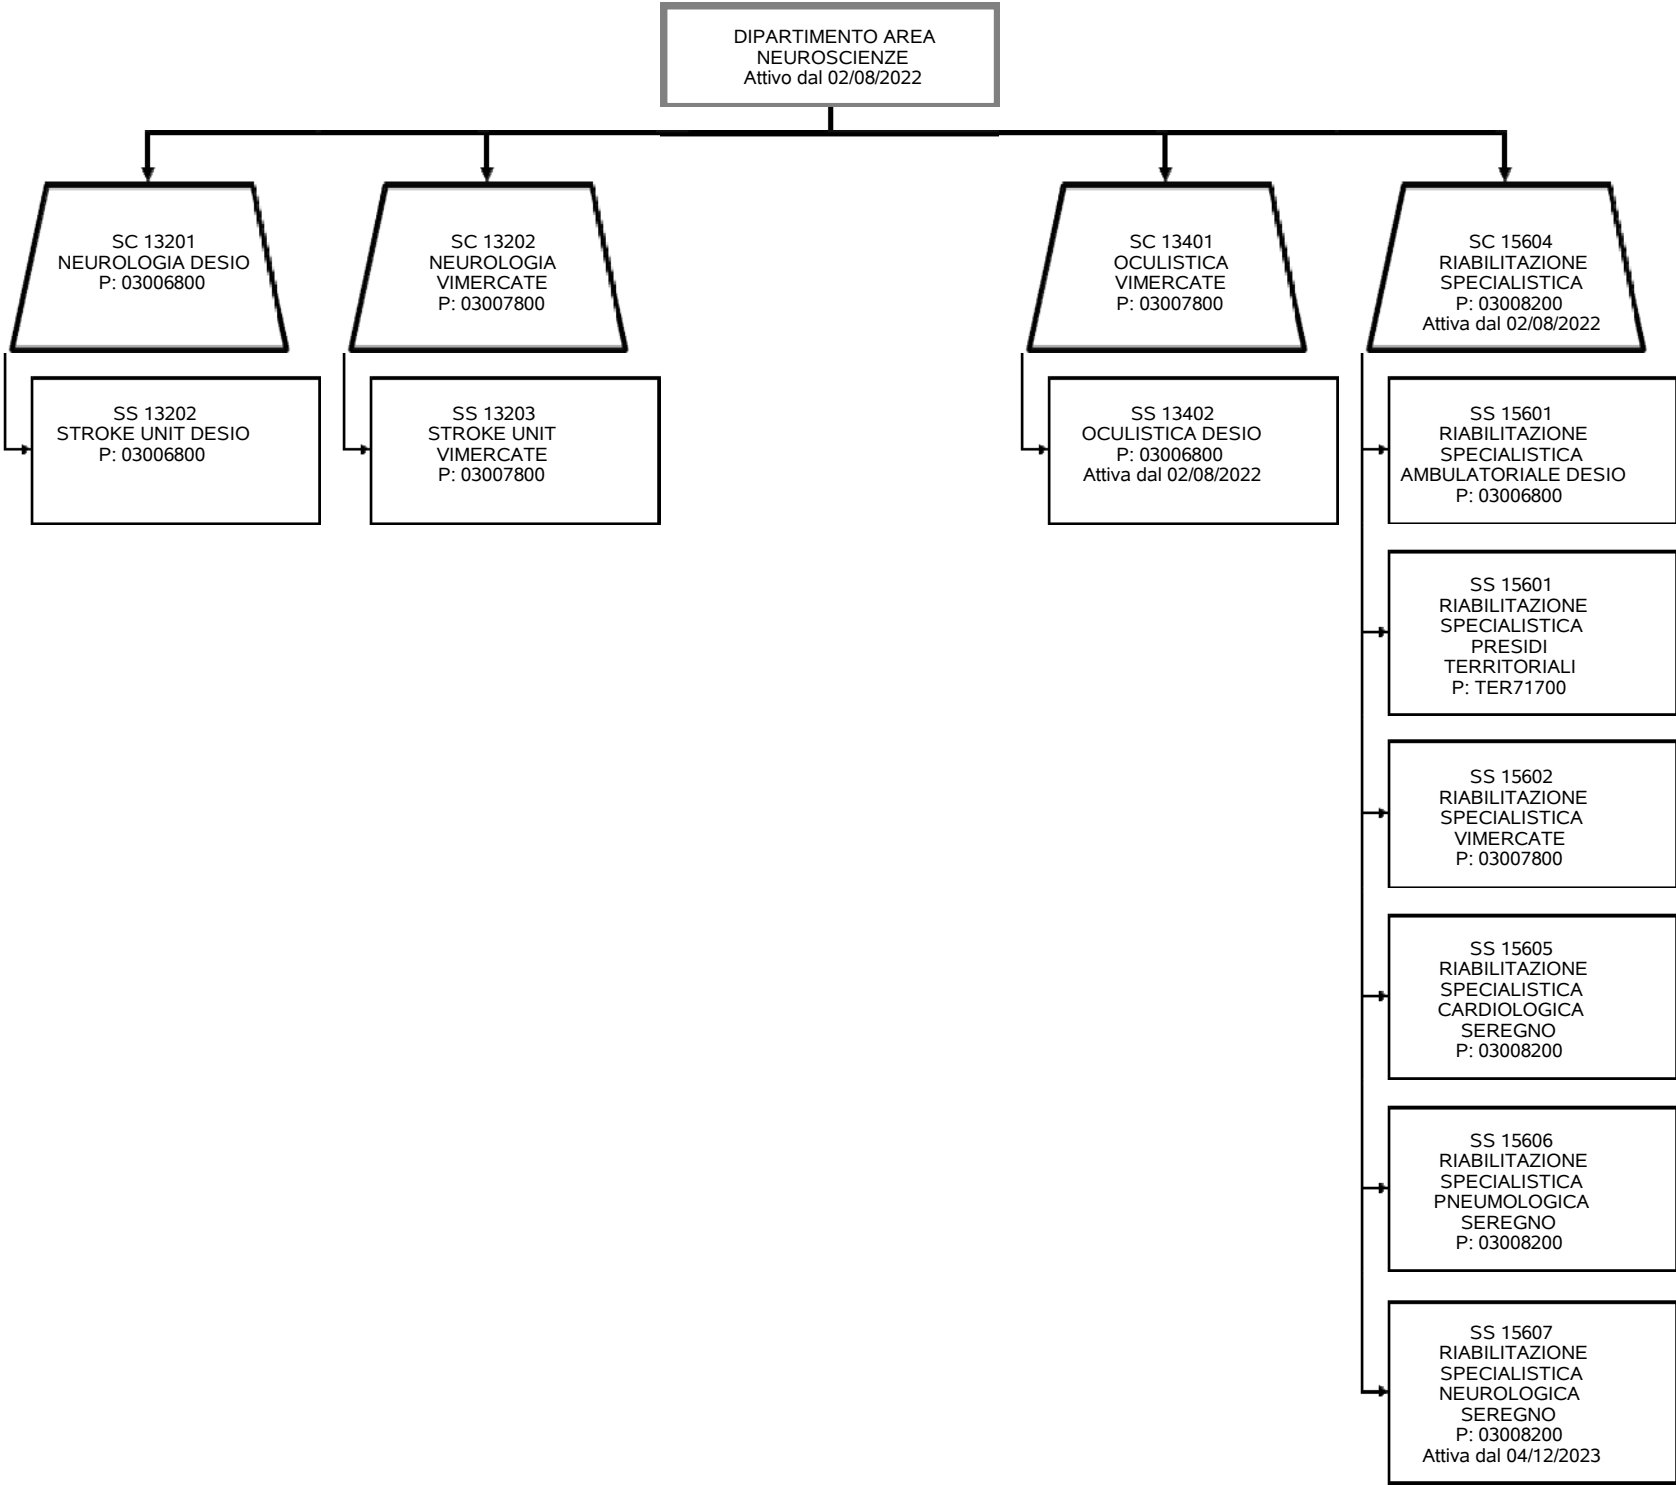 DIPARTIMENTO AREA
NEUROSCIENZE
Attivo dal 02/08/2022
SC 13201
NEUROLOGIA DESIO
P: 03006800
SC 13202
NEUROLOGIA
VIMERCATE
P: 03007800
SC 13401
OCULISTICA
VIMERCATE
P: 03007800
SC 15604
RIABILITAZIONE
SPECIALISTICA
P: 03008200
Attiva dal 02/08/2022
SS 13202
STROKE UNIT DESIO
P: 03006800
SS 13203
STROKE UNIT
VIMERCATE
P: 03007800
SS 13402
OCULISTICA DESIO
P: 03006800
Attiva dal 02/08/2022
SS 15601
RIABILITAZIONE
SPECIALISTICA
AMBULATORIALE DESIO
P: 03006800
SS 15601
RIABILITAZIONE
SPECIALISTICA
PRESIDI
TERRITORIALI
P: TER71700
SS 15602
RIABILITAZIONE
SPECIALISTICA
VIMERCATE
P: 03007800
SS 15605
RIABILITAZIONE
SPECIALISTICA
CARDIOLOGICA
SEREGNO
P: 03008200
SS 15606
RIABILITAZIONE
SPECIALISTICA
PNEUMOLOGICA
SEREGNO
P: 03008200
SS 15607
RIABILITAZIONE
SPECIALISTICA
NEUROLOGICA
SEREGNO
P: 03008200
Attiva dal 04/12/2023